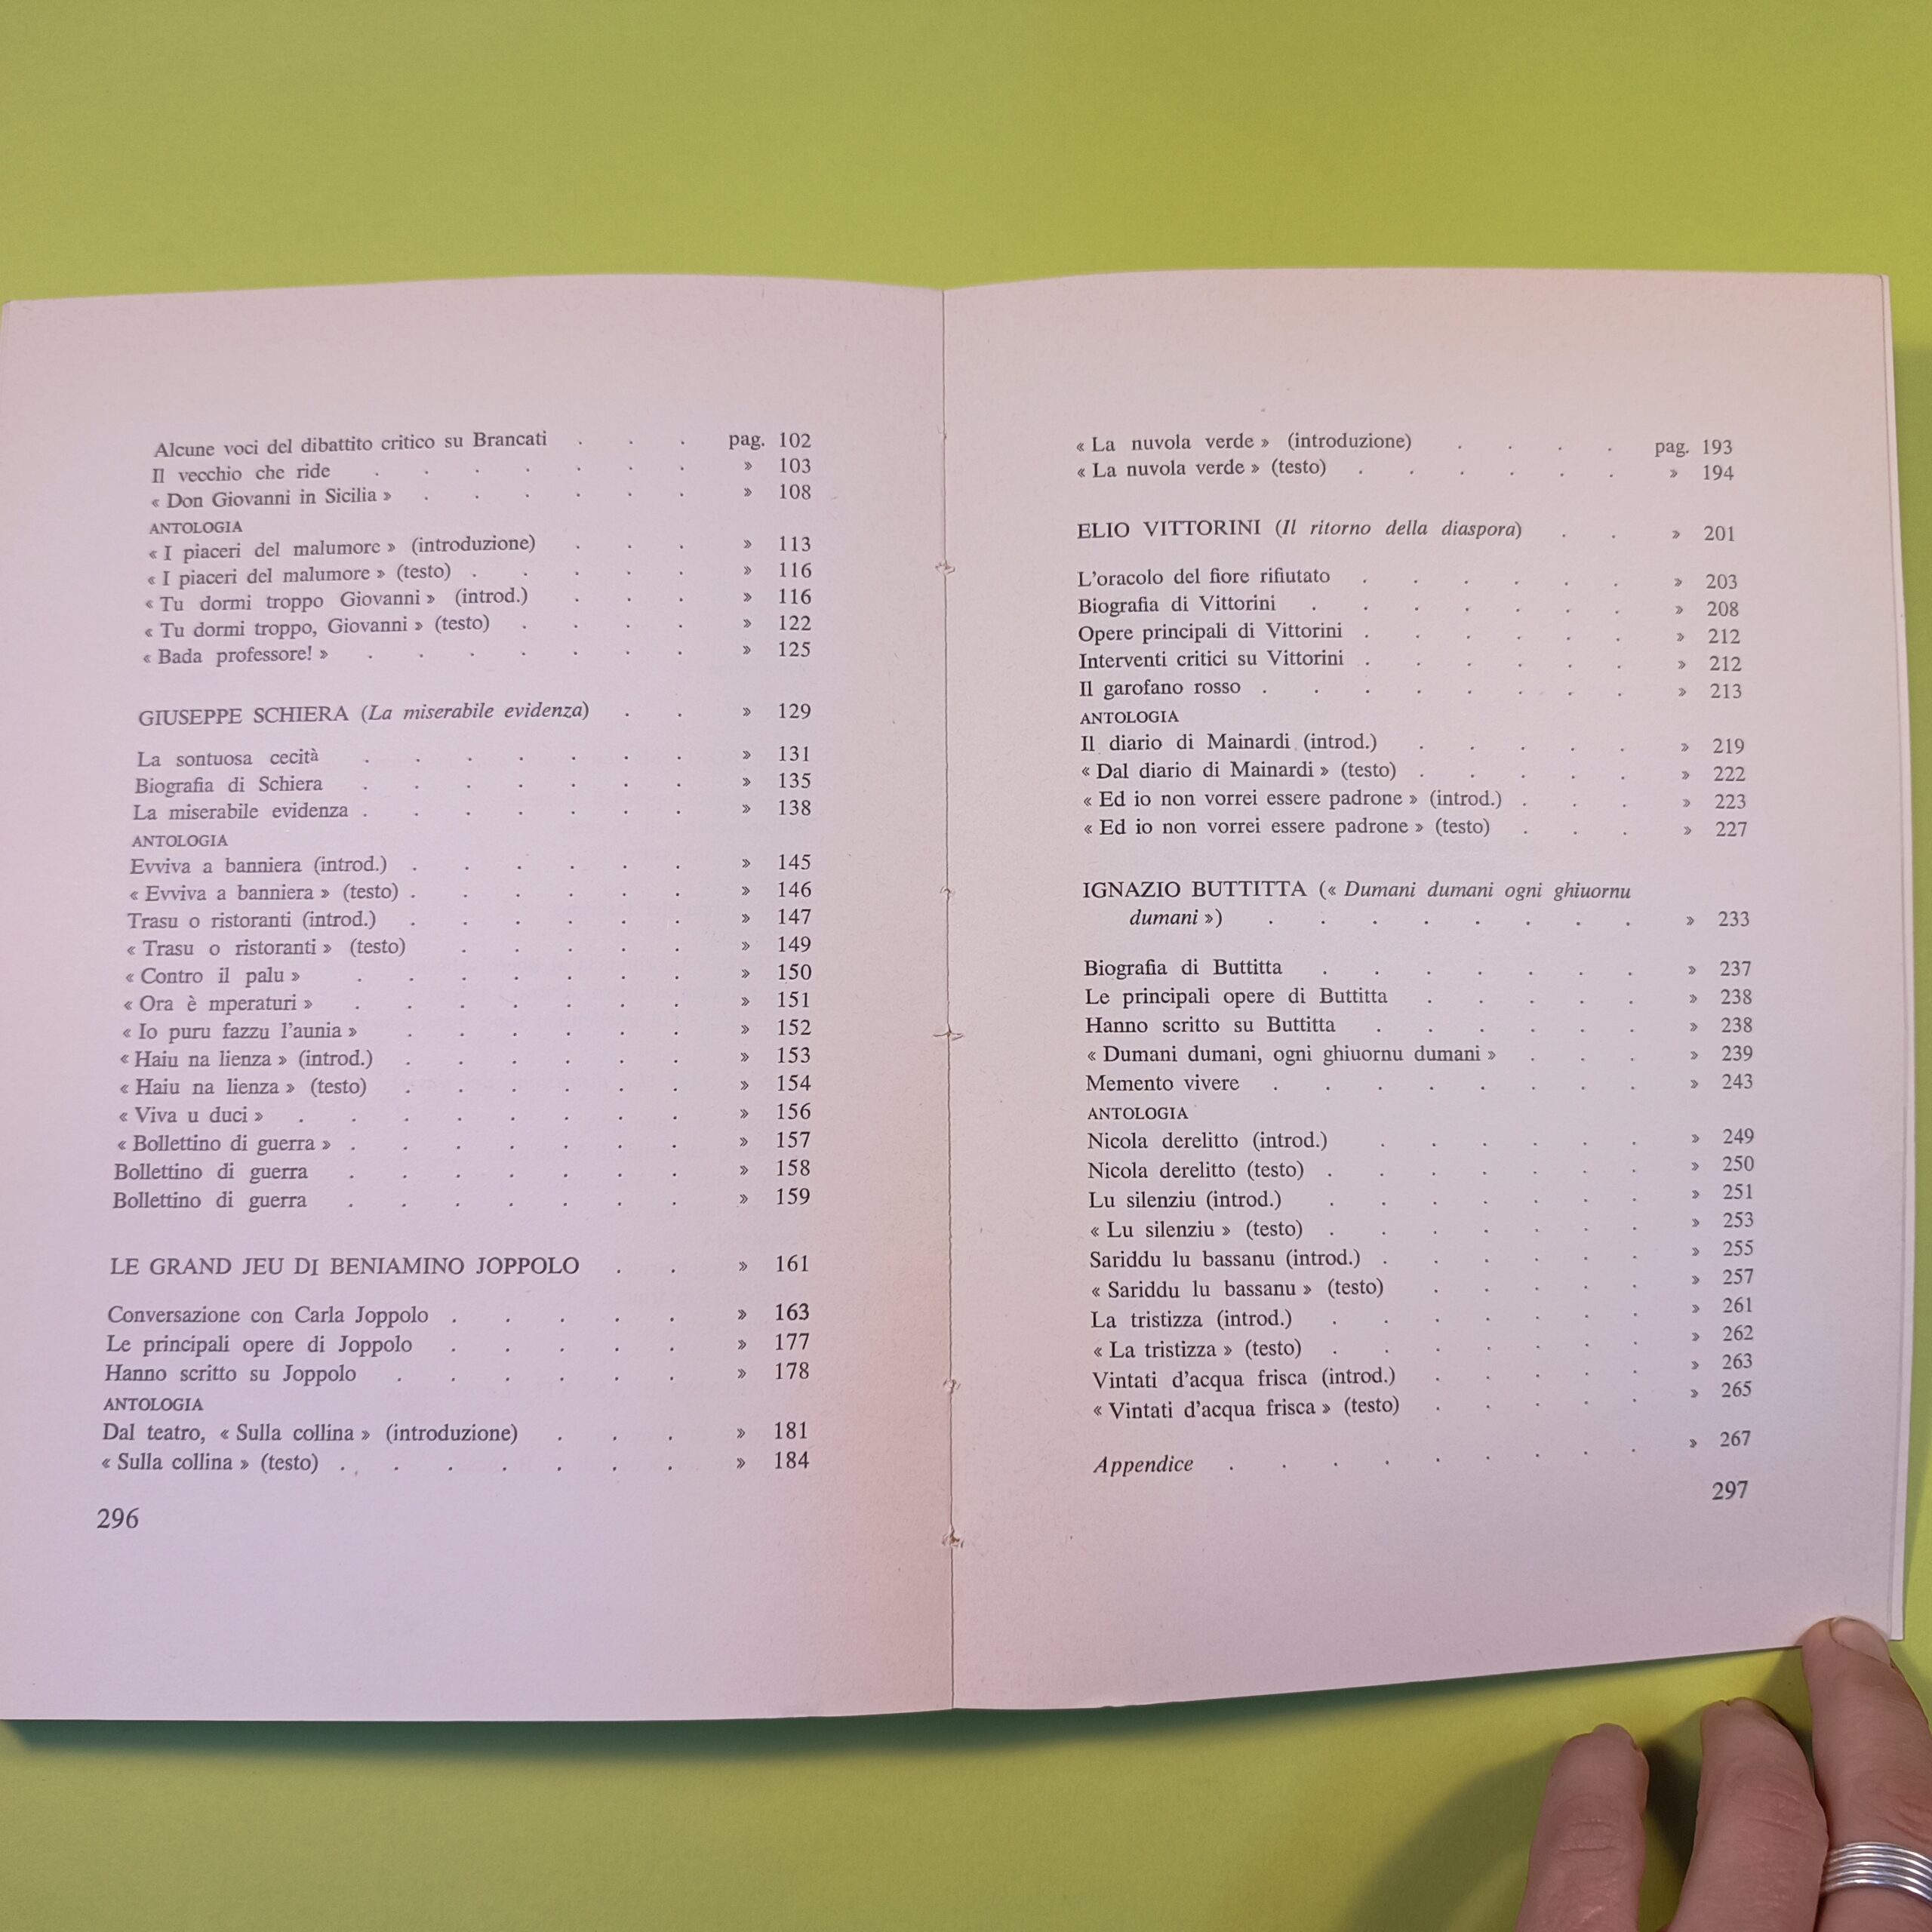 Alcune voci del dibattito critico su Brancati . . . pag. 102
Il vecchio che ride . . . . . . . » 103
« Don Giovanni in Sicilia » . . . . . . » 108
ANTOLOGIA
« I piaceri del malumore » (introduzione) . . . » 113
« I piaceri del malumore » (testo) . . . . . » 116
« Tu dormi troppo Giovanni » (introd.) . . . » 116
« Tu dormi troppo, Giovanni » (testo) . . . . » 122
« Bada professore! » . . . . . . . » 125
GIUSEPPE SCHIERA (La miserabile evidenza) . . » 129
La sontuosa cecità . . . . . . . » 131
Biografia di Schiera . . . . . . . » 135
La miserabile evidenza . . . . . . . » 138
ANTOLOGIA
Evviva a banniera (introd.) . . . . . . » 145
« Evviva a banniera » (testo) . . . . . . » 146
Trasu o ristoranti (introd.) . . . . . . » 147
« Trasu o ristoranti » (testo) . . . . . » 149
« Contro il palu » . . . . . . . » 150
« Ora è mperaturi » . . . . . . . » 151
« Io puru fazzu l'aunia » . . . . . . » 152
« Haiu na lienza » (introd.) . . . . . . » 153
« Haiu na lienza » (testo) . . . . . . » 154
« Viva u duci » . . . . . . . . » 156
« Bollettino di guerra » . . . . . . . » 157
Bollettino di guerra . . . . . . . » 158
Bollettino di guerra . . . . . . . » 159
LE GRAND JEU DI BENIAMINO JOPPOLO . . » 161
Conversazione con Carla Joppolo . . . . . » 163
Le principali opere di Joppolo . . . . . » 177
Hanno scritto su Joppolo . . . . . . » 178
ANTOLOGIA
Dal teatro, « Sulla collina » (introduzione) . . . » 181
« Sulla collina » (testo) . . . . . . . » 184
296
« La nuvola verde » (introduzione) . . . . pag. 193
« La nuvola verde » (testo) . . . . . . » 194
ELIO VITTORINI (Il ritorno della diaspora) . . » 201
L'oracolo del fiore rifiutato . . . . . . » 203
Biografia di Vittorini . . . . . . . » 208
Opere principali di Vittorini . . . . . . » 212
Interventi critici su Vittorini . . . . . . » 212
Il garofano rosso . . . . . . . . » 213
ANTOLOGIA
Il diario di Mainardi (introd.) . . . . . » 219
« Dal diario di Mainardi » (testo) . . . . . » 222
« Ed io non vorrei essere padrone » (introd.) . . . » 223
« Ed io non vorrei essere padrone » (testo) . . . » 227
IGNAZIO BUTTITTA (« Dumani dumani ogni ghiuornu
dumani ») . . . . . . . . » 233
Biografia di Buttitta . . . . . . . » 237
Le principali opere di Buttitta . . . . . » 238
Hanno scritto su Buttitta . . . . . . » 238
« Dumani dumani, ogni ghiuornu dumani » . . . » 239
Memento vivere . . . . . . . . » 243
ANTOLOGIA
Nicola derelitto (introd.) . . . . . . » 249
Nicola derelitto (testo) . . . . . . . » 250
Lu silenziu (introd.) . . . . . . . » 251
« Lu silenziu » (testo) . . . . . . . » 253
Sariddu lu bassanu (introd.) . . . . . . » 255
« Sariddu lu bassanu » (testo) . . . . . » 257
La tristizza (introd.) . . . . . . . » 261
« La tristizza » (testo) . . . . . . . » 262
Vintati d'acqua frisca (introd.) . . . . . » 263
« Vintati d'acqua frisca » (testo) . . . . . » 265
Appendice . . . . . . . . . » 267
297